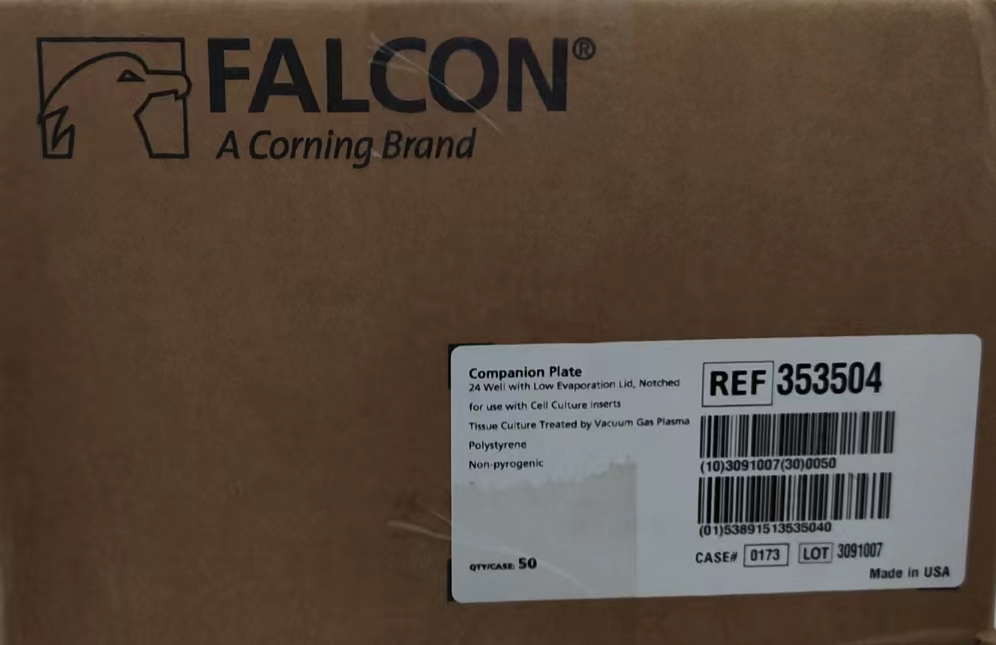 FALCON®
A Corning Brand
Companion Plate
24 Well with Low Evaporation Lid, Notched
for use with Cell Culture Inserts
Tissue Culture Treated by Vacuum Gas Plasma
Polystyrene
Non-pyrogenic
QTY/CASE: 50
REF 353504
(10)3091007(30)0050
(01)53891513535040
CASE# 0173 LOT 3091007
Made in USA